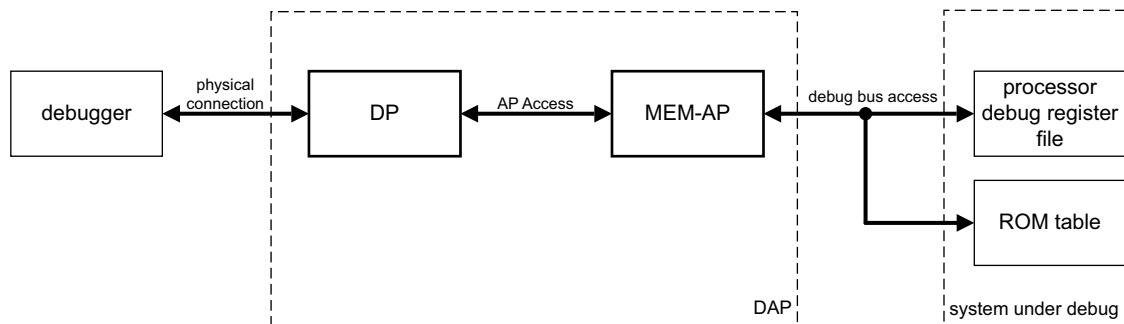 debugger
physical
connection
DP
AP Access
MEM-AP
debug bus access
processor
debug register
file
ROM table
DAP
system under debug